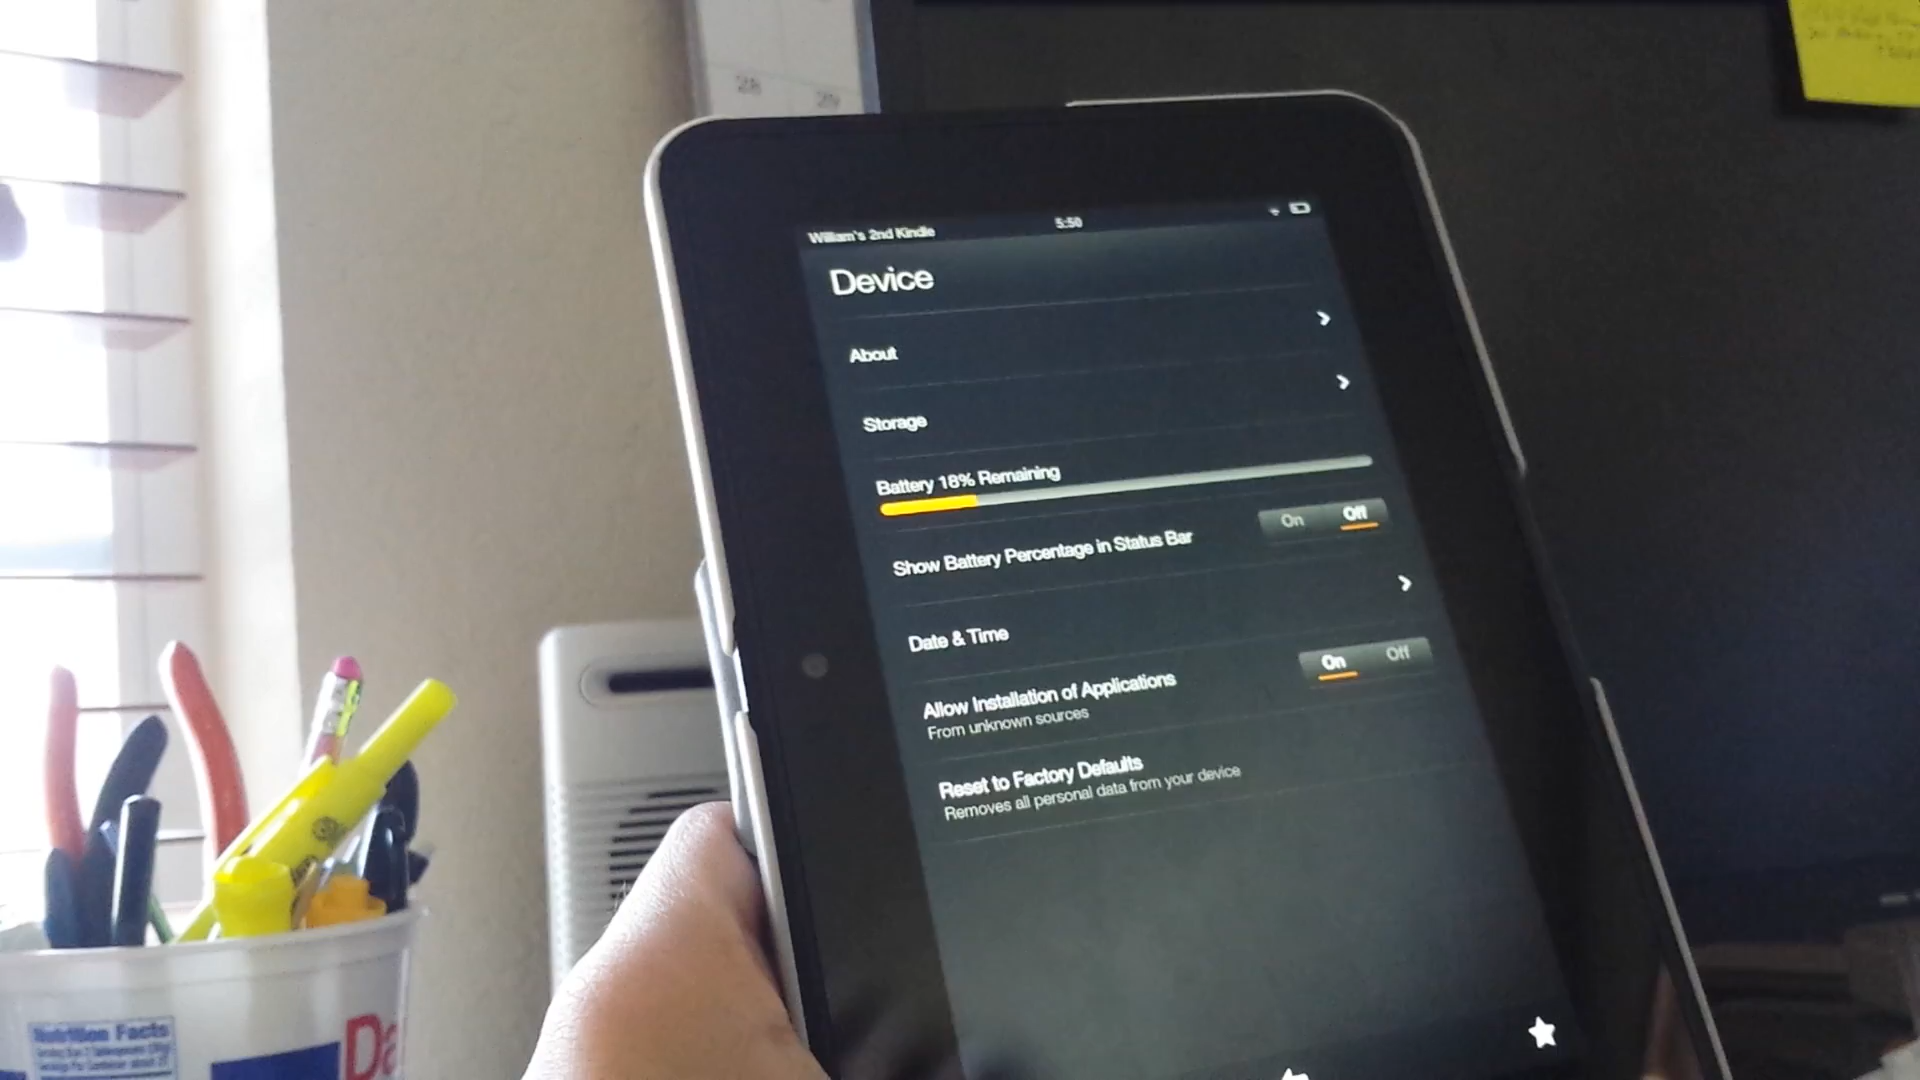 28 29
William's 2nd Kindle 5:50
Device
About
Storage
Battery 18% Remaining
Show Battery Percentage in Status Bar On Off
Date & Time
Allow Installation of Applications On Off
From unknown sources
Reset to Factory Defaults
Removes all personal data from your device
Nutrition Facts
Da